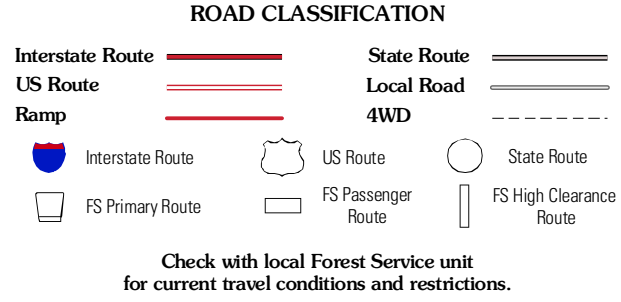 ROAD CLASSIFICATION
Interstate Route
State Route
US Route
Local Road
Ramp
4WD
Interstate Route
US Route
State Route
FS Primary Route
FS Passenger
Route
FS High Clearance
Route
Check with local Forest Service unit
for current travel conditions and restrictions.